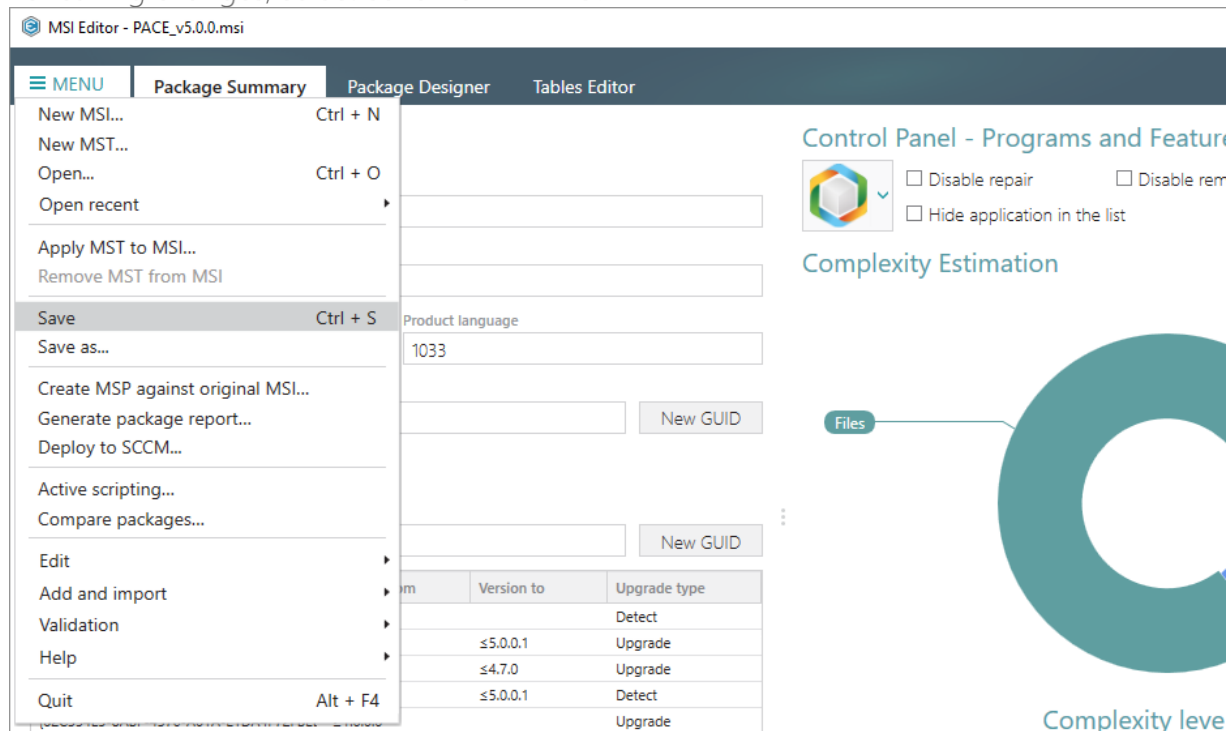 MSI Editor - PACE_v5.0.0.msi
MENU Package Summary Package Designer Tables Editor
New MSI... Ctrl + N
New MST...
Open... Ctrl + O
Open recent
Apply MST to MSI...
Remove MST from MSI
Save Ctrl + S
Save as...
Create MSP against original MSI...
Generate package report...
Deploy to SCCM...
Active scripting...
Compare packages...
Edit
Add and import
Validation
Help
Quit Alt + F4
Product language
1033
New GUID
New GUID
Version to Upgrade type
Detect
≤5.0.0.1 Upgrade
≤4.7.0 Upgrade
≤5.0.0.1 Detect
Upgrade
Control Panel - Programs and Feature
Disable repair Disable rem
Hide application in the list
Complexity Estimation
Files
Complexity leve